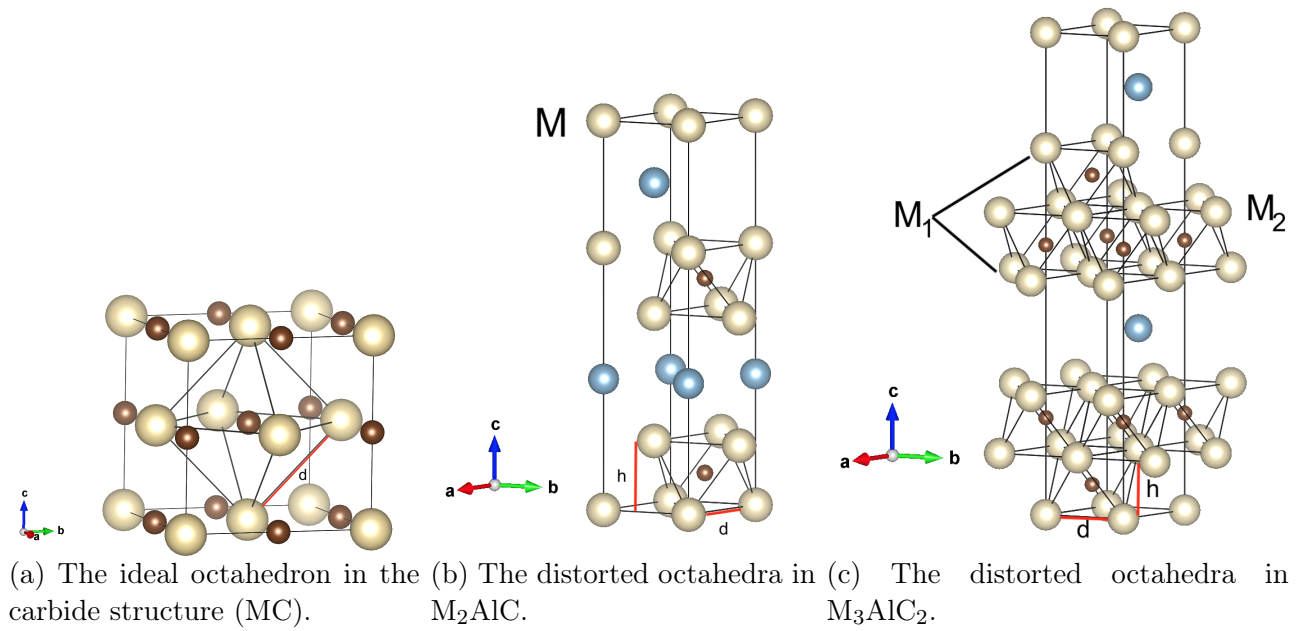 M
M₁
M₂
d
h
d
h
d
c
a
b
c
a
b
c
a
b
(a) The ideal octahedron in the carbide structure (MC).
(b) The distorted octahedra in M₂AlC.
(c) The distorted octahedra in M₃AlC₂.